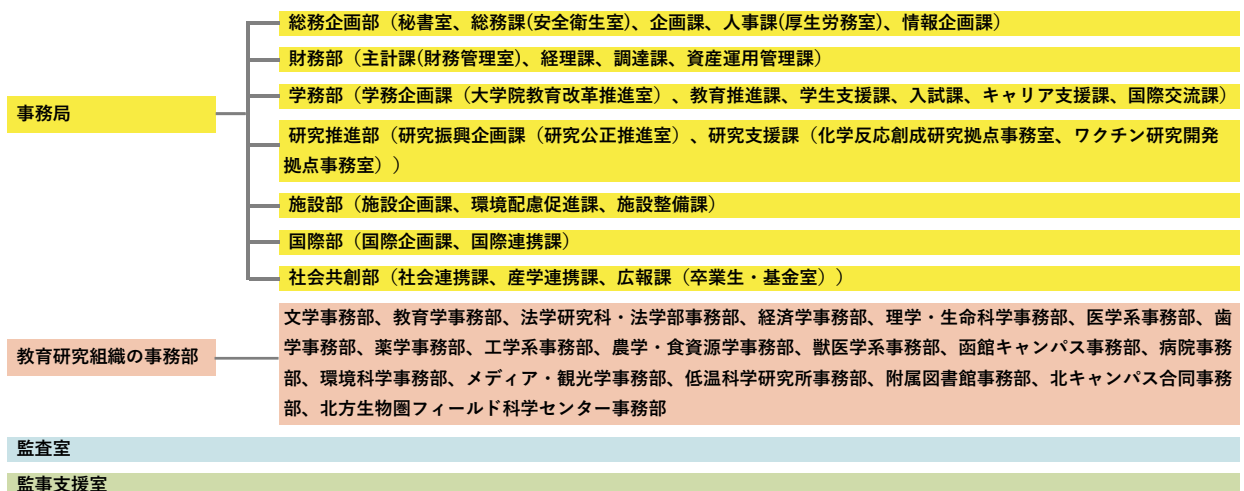 総務企画部（秘書室、総務課(安全衛生室)、企画課、人事課(厚生労務室)、情報企画課）
財務部（主計課(財務管理室)、経理課、調達課、資産運用管理課）
事務局
学務部（学務企画課（大学院教育改革推進室）、教育推進課、学生支援課、入試課、キャリア支援課、国際交流課）
研究推進部（研究振興企画課（研究公正推進室）、研究支援課（化学反応創成研究拠点事務室、ワクチン研究開発
拠点事務室））
施設部（施設企画課、環境配慮促進課、施設整備課）
国際部（国際企画課、国際連携課）
社会共創部（社会連携課、産学連携課、広報課（卒業生・基金室））
教育研究組織の事務部
文学事務部、教育学事務部、法学研究科・法学部事務部、経済学事務部、理学・生命科学事務部、医学系事務部、歯
学事務部、薬学事務部、工学系事務部、農学・食資源学事務部、獣医学系事務部、函館キャンパス事務部、病院事務
部、環境科学事務部、メディア・観光学事務部、低温科学研究所事務部、附属図書館事務部、北キャンパス合同事務
部、北方生物圏フィールド科学センター事務部
監査室
監事支援室